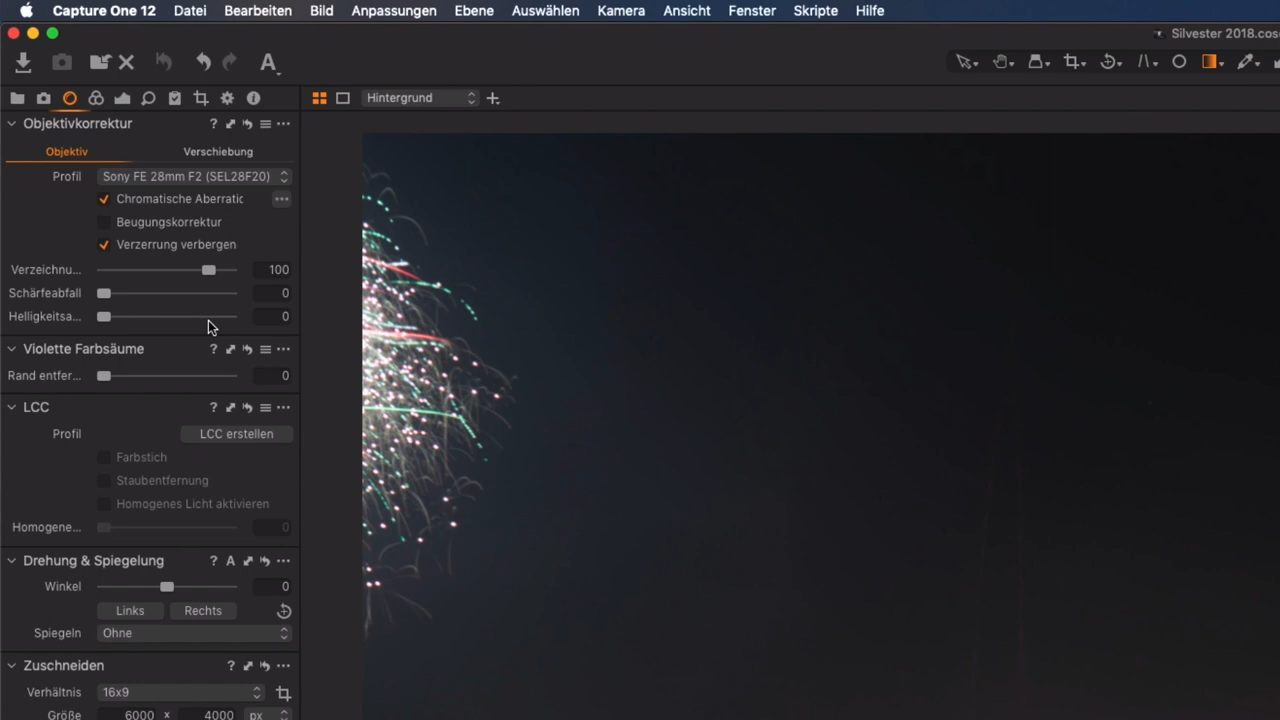 Capture One 12 Datei Bearbeiten Bild Anpassungen Ebene Auswählen Kamera Ansicht Fenster Skripte Hilfe
Silvester 2018.cos
A
Hintergrund
Objektivkorrektur ?
Objektiv Verschiebung
Profil Sony FE 28mm F2 (SEL28F20)
Chromatische Aberratic
Beugungskorrektur
Verzerrung verbergen
Verzeichnu... 100
Schärfeabfall 0
Helligkeitsa... 0
Violette Farbsäume ?
Rand entfer... 0
LCC ?
Profil LCC erstellen
Farbstich
Staubentfernung
Homogenes Licht aktivieren
Homogene... 0
Drehung & Spiegelung ? A
Winkel 0
Links Rechts
Spiegeln Ohne
Zuschneiden ?
Verhältnis 16x9
Größe 6000 x 4000 px